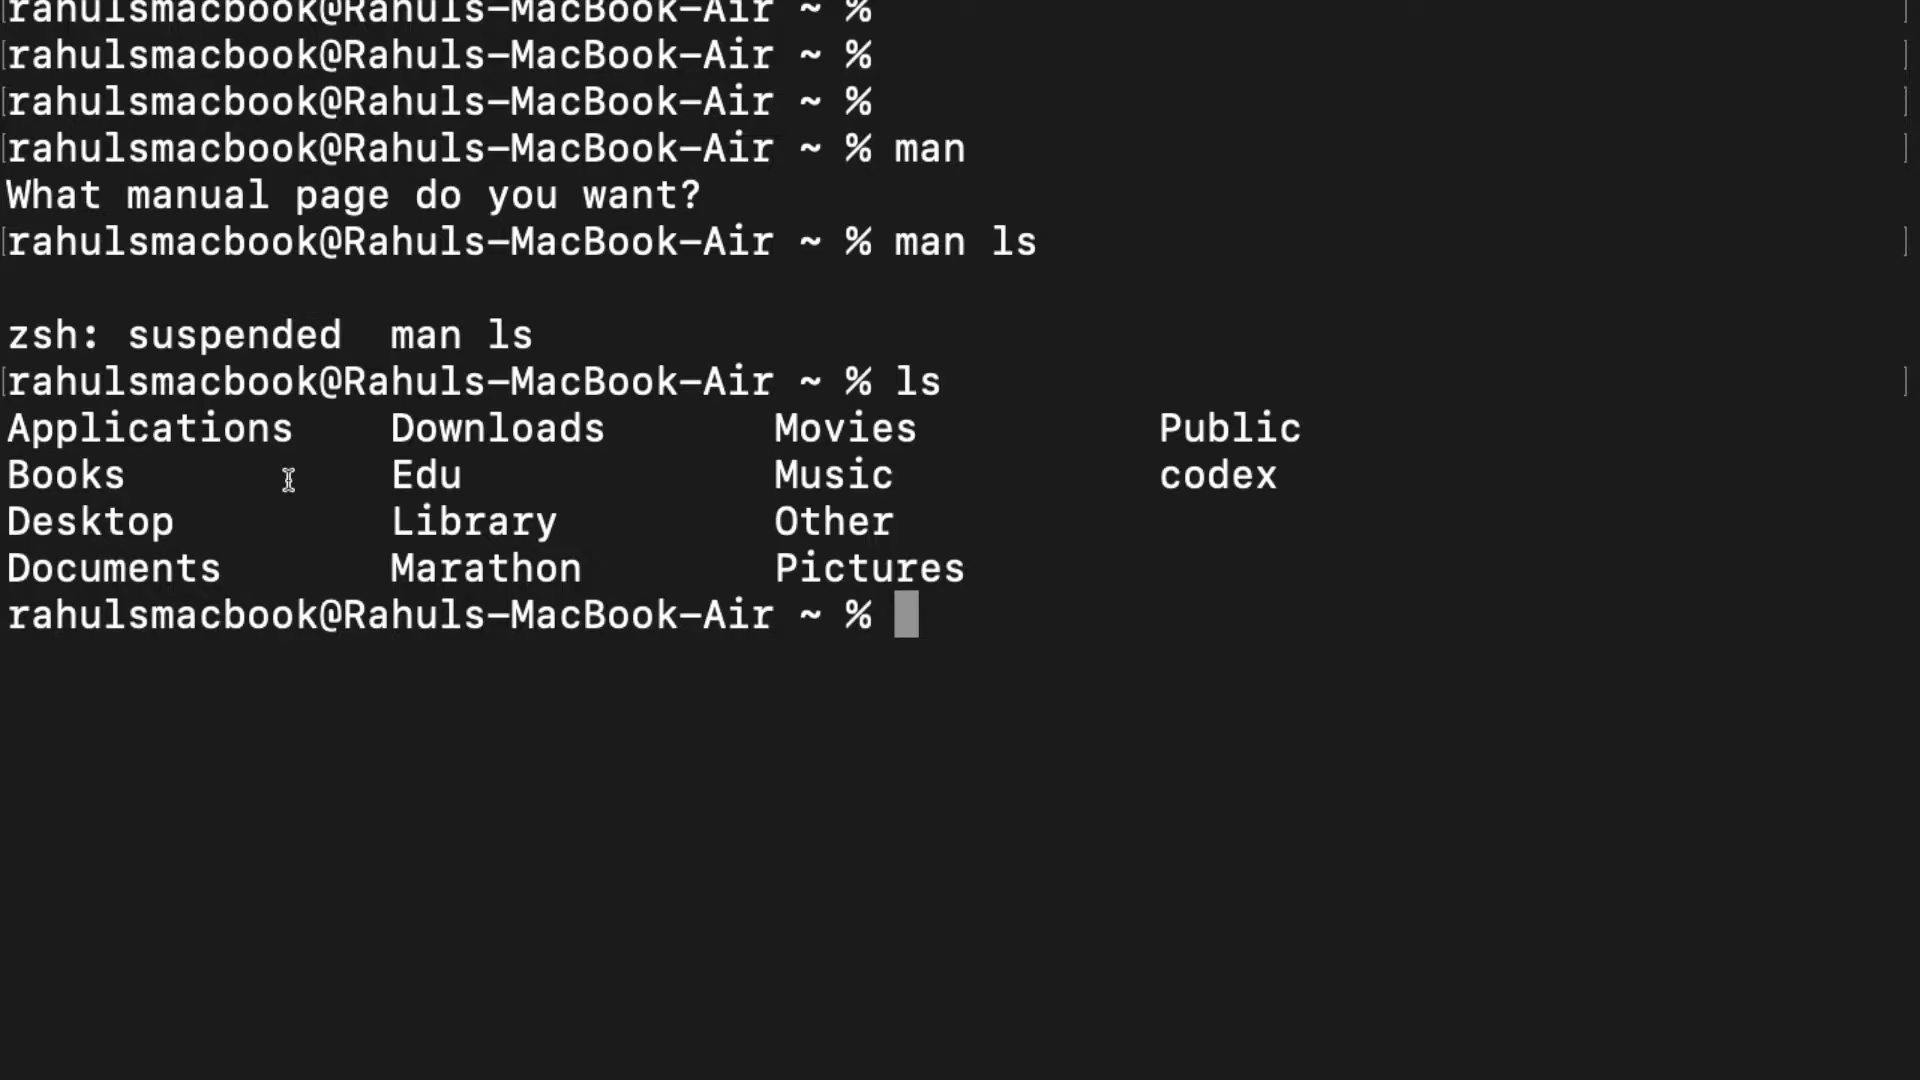 rahulsmacbook@Rahuls-MacBook-Air ~ %
[rahulsmacbook@Rahuls-MacBook-Air ~ % ]
[rahulsmacbook@Rahuls-MacBook-Air ~ % ]
[rahulsmacbook@Rahuls-MacBook-Air ~ % man ]
What manual page do you want?
[rahulsmacbook@Rahuls-MacBook-Air ~ % man ls ]
zsh: suspended  man ls
[rahulsmacbook@Rahuls-MacBook-Air ~ % ls ]
Applications Downloads Movies Public
Books Edu Music codex
Desktop Library Other
Documents Marathon Pictures
rahulsmacbook@Rahuls-MacBook-Air ~ %